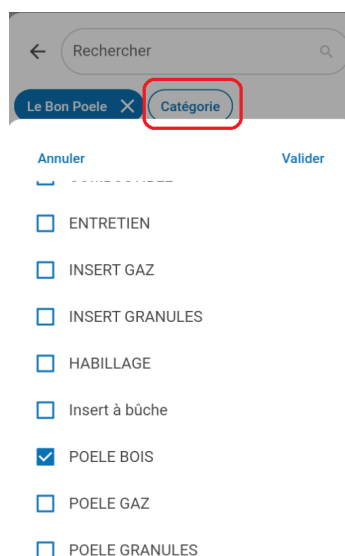 Rechercher
Le Bon Poele Catégorie
Annuler Valider
ENTRETIEN
INSERT GAZ
INSERT GRANULES
HABILLAGE
Insert à bûche
POELE BOIS
POELE GAZ
POELE GRANULES